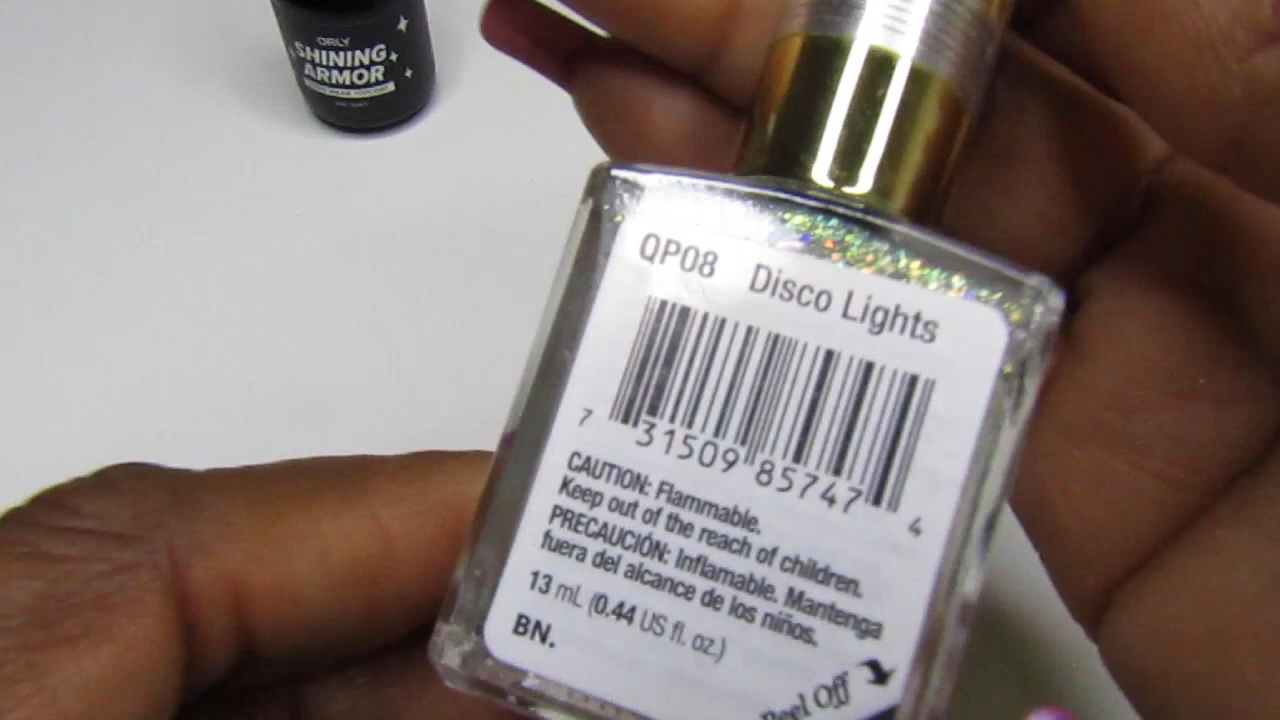 ORLY
SHINING
ARMOR
QP08 Disco Lights
7 31509 85747 4
CAUTION: Flammable.
Keep out of the reach of children.
PRECAUCIÓN: Inflamable. Mantenga
fuera del alcance de los niños.
13 mL (0.44 US fl. oz.)
BN.
Peel Off